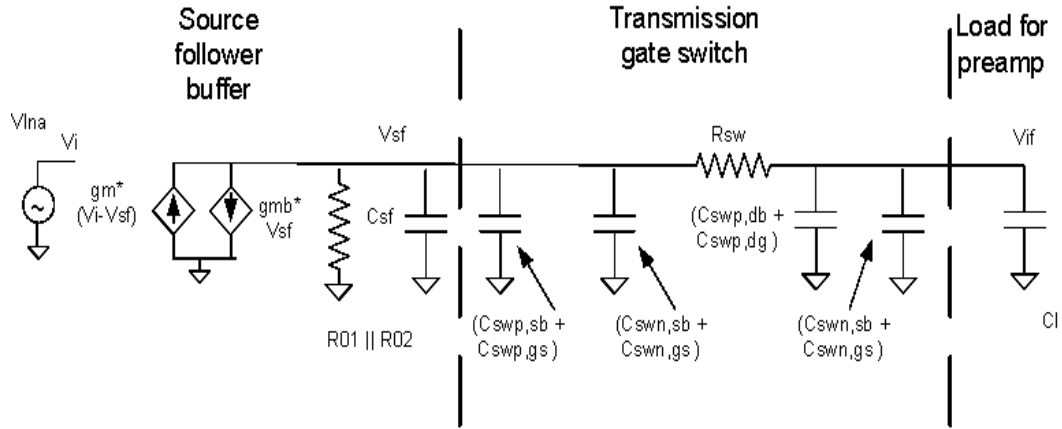 Source
follower
buffer
Transmission
gate switch
Load for
preamp
Vlna
Vi
gm*
(Vi-Vsf)
gmb*
Vsf
Vsf
Csf
R01 || R02
(Cswp,sb +
Cswp,gs )
(Cswn,sb +
Cswn,gs )
Rsw
(Cswp,db +
Cswp,dg )
(Cswn,sb +
Cswn,gs )
Vif
Cl